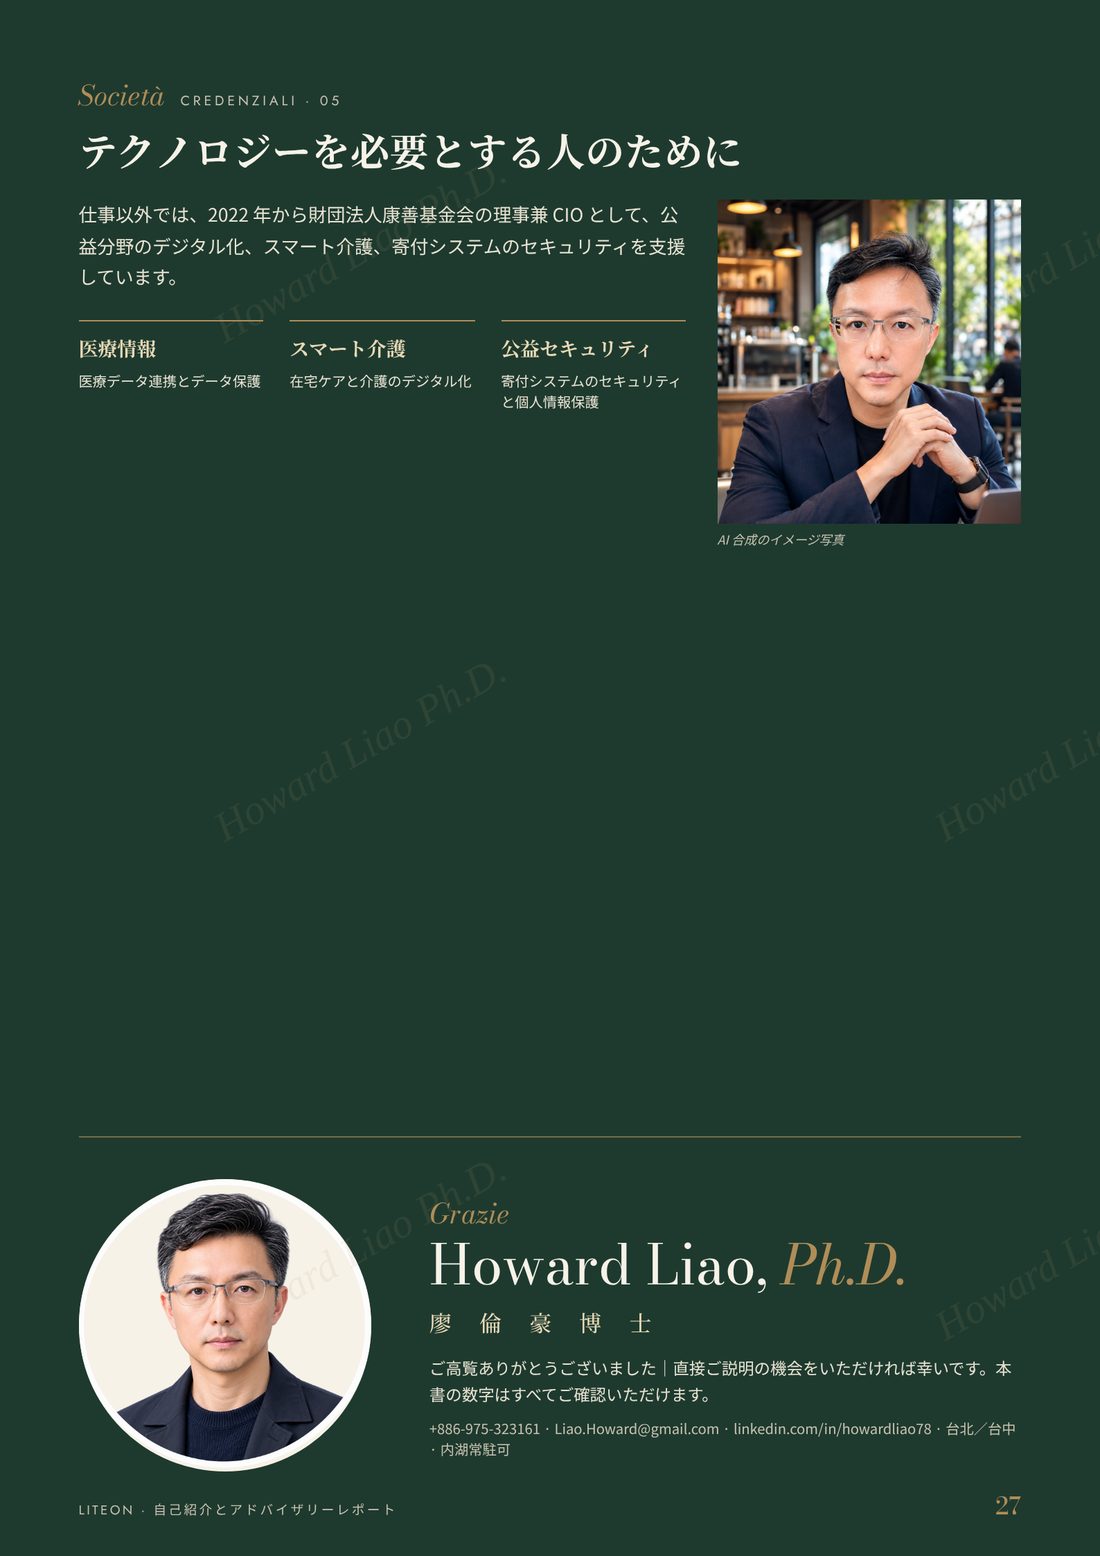 Società CREDENZIALI · 05
テクノロジーを必要とする人のために
仕事以外では、2022 年から財団法人康善基金会の理事兼 CIO として、公
益分野のデジタル化、スマート介護、寄付システムのセキュリティを支援
しています。
医療情報
医療データ連携とデータ保護
スマート介護
在宅ケアと介護のデジタル化
公益セキュリティ
寄付システムのセキュリティ
と個人情報保護
AI 合成のイメージ写真
Howard Liao Ph.D.
Howard Liao Ph.D.
Howard Liao Ph.D.
Grazie
Howard Liao, Ph.D.
廖倫豪博士
ご高覧ありがとうございました｜直接ご説明の機会をいただければ幸いです。本
書の数字はすべてご確認いただけます。
+886-975-323161 · Liao.Howard@gmail.com · linkedin.com/in/howardliao78 · 台北／台中
· 内湖常駐可
LITEON · 自己紹介とアドバイザリーレポート
27